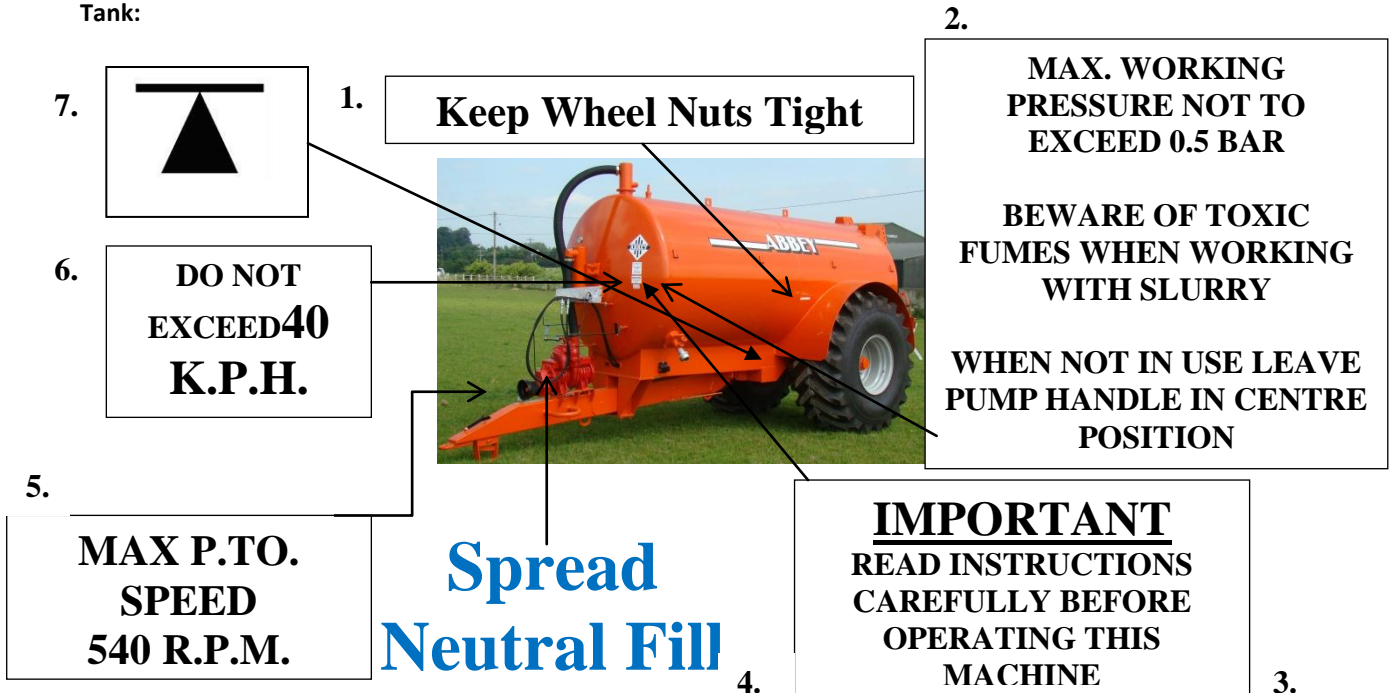 Tank:
2.
7.
1.
Keep Wheel Nuts Tight
MAX. WORKING
PRESSURE NOT TO
EXCEED 0.5 BAR
BEWARE OF TOXIC
FUMES WHEN WORKING
WITH SLURRY
WHEN NOT IN USE LEAVE
PUMP HANDLE IN CENTRE
POSITION
ABBEY
6.
DO NOT
EXCEED40
K.P.H.
5.
MAX P.TO.
SPEED
540 R.P.M.
Spread
Neutral Fill
4.
IMPORTANT
READ INSTRUCTIONS
CAREFULLY BEFORE
OPERATING THIS
MACHINE
3.